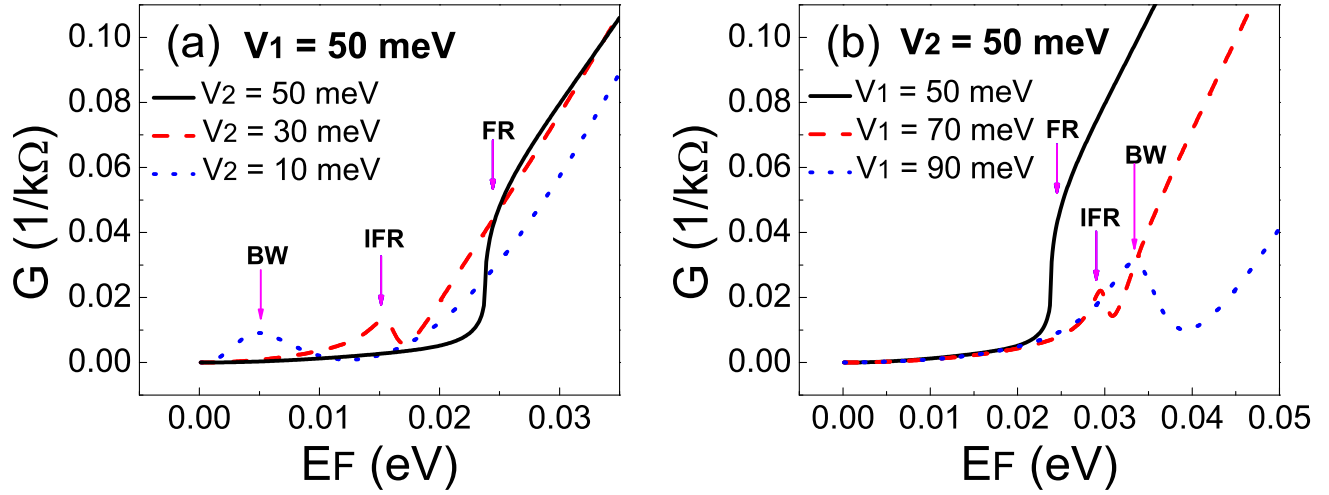 (a) V1 = 50 meV
V2 = 50 meV
V2 = 30 meV
V2 = 10 meV
FR
IFR
BW
0.10
0.08
0.06
0.04
0.02
0.00
G (1/kΩ)
0.00 0.01 0.02 0.03
EF (eV)
(b) V2 = 50 meV
V1 = 50 meV
V1 = 70 meV
V1 = 90 meV
FR
BW
IFR
0.10
0.08
0.06
0.04
0.02
0.00
G (1/kΩ)
0.00 0.01 0.02 0.03 0.04 0.05
EF (eV)